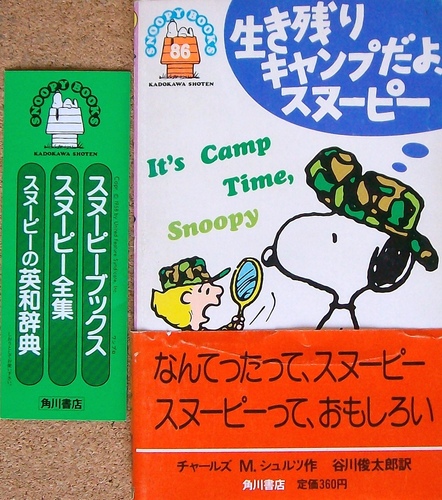 SNOOPY BOOKS
KADOKAWA SHOTEN
スヌーピーブックス
スヌーピー全集
スヌーピーの英和辞典
角川書店
SNOOPY BOOKS
86
KADOKAWA SHOTEN
生き残り
キャンプだよ、
スヌーピー
It's Camp
Time,
Snoopy
なんてったって、スヌーピー
スヌーピーって、おもしろい
チャールズ M.シュルツ作 谷川俊太郎訳
角川書店 定価360円